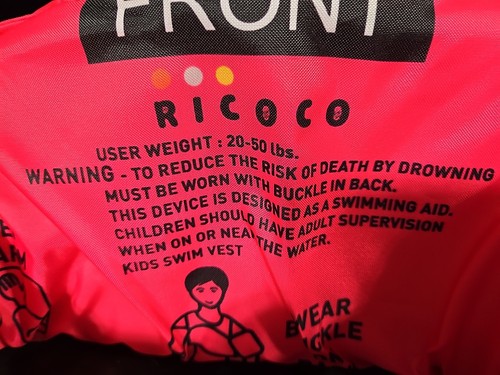 FRONT
RICOCO
USER WEIGHT : 20-50 lbs.
WARNING - TO REDUCE THE RISK OF DEATH BY DROWNING
MUST BE WORN WITH BUCKLE IN BACK.
THIS DEVICE IS DESIGNED AS A SWIMMING AID.
CHILDREN SHOULD HAVE ADULT SUPERVISION
WHEN ON OR NEAR THE WATER.
KIDS SWIM VEST
WEAR